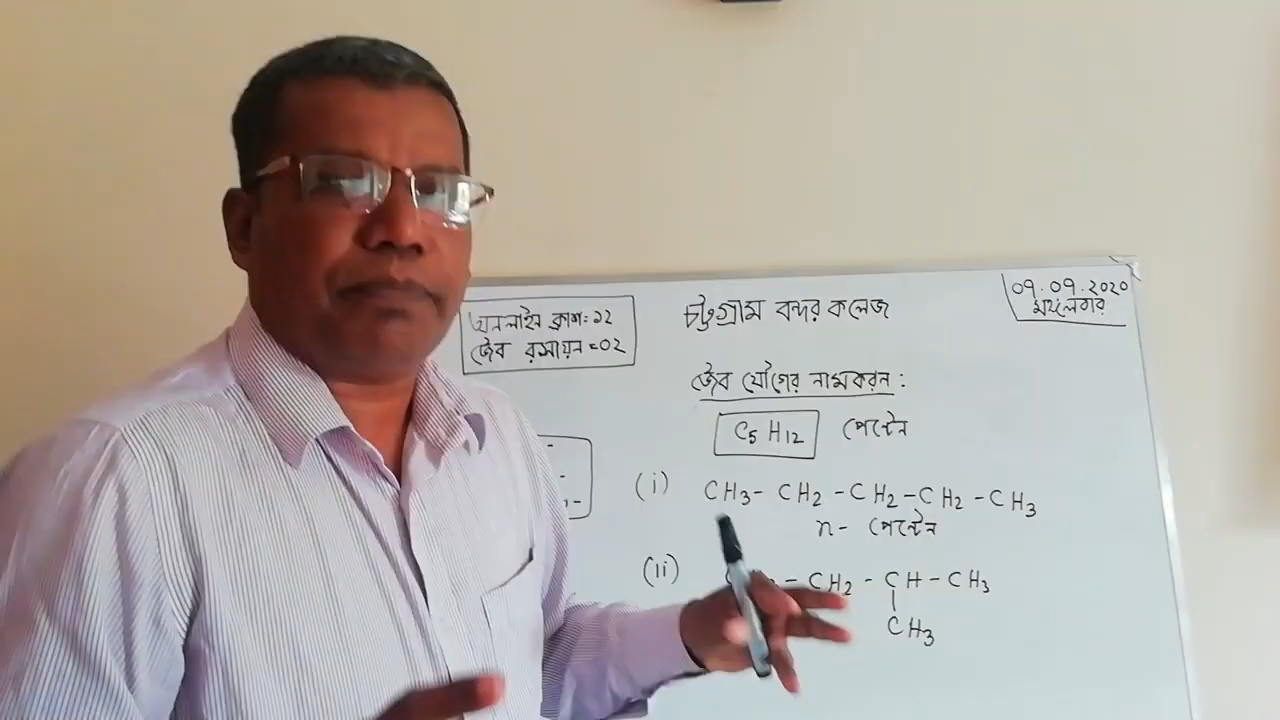 অনলাইন ক্লাশ:১২
জৈব রসায়ন =০২
চট্টগ্রাম বন্দর কলেজ
০৭.০৭.২০২০
মঙ্গলবার
জৈব যৌগের নামকরন :
C5 H12 পেন্টেন
(i) CH3- CH2 -CH2-CH2 -CH3
n- পেন্টেন
(ii) - CH2 - CH - CH3
CH3